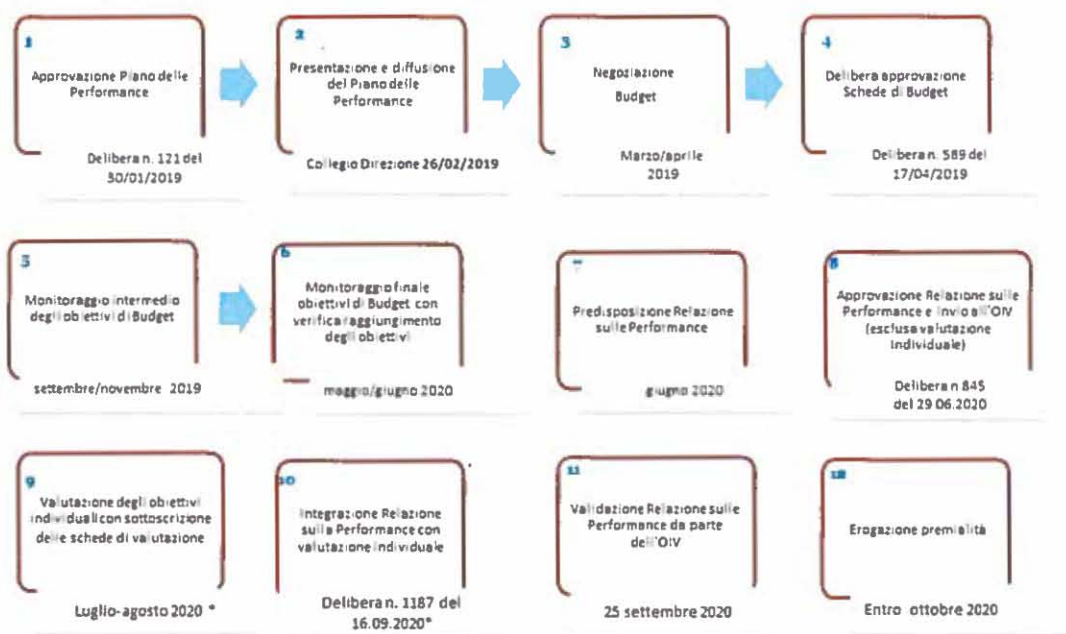 1
Approvazione Piano delle
Performance
Delibera n. 121 del
30/01/2019
2
Presentazione e diffusione
del Piano delle
Performance
Collegio Direzione 26/02/2019
3
Negoziazione
Budget
Marzo/aprile
2019
4
Delibera approvazione
Schede di Budget
Delibera n. 589 del
17/04/2019
5
Monitoraggio intermedio
degli obiettivi di Budget
settembre/novembre 2019
6
Monitoraggio finale
obiettivi di Budget con
verifica raggiungimento
degli obiettivi
maggio/giugno 2020
7
Predisposizione Relazione
sulle Performance
giugno 2020
8
Approvazione Relazione sulle
Performance e Invio all'OIV
(esclusa valutazione
Individuale)
Delibera n 845
del 29 06.2020
9
Valutazione degli obiettivi
individuali con sottoscrizione
delle schede di valutazione
Luglio-agosto 2020 *
10
Integrazione Relazione
sulla Performance con
valutazione individuale
Delibera n. 1187 del
16.09.2020*
11
Validazione Relazione sulle
Performance da parte
dell'OIV
25 settembre 2020
12
Erogazione premialità
Entro ottobre 2020